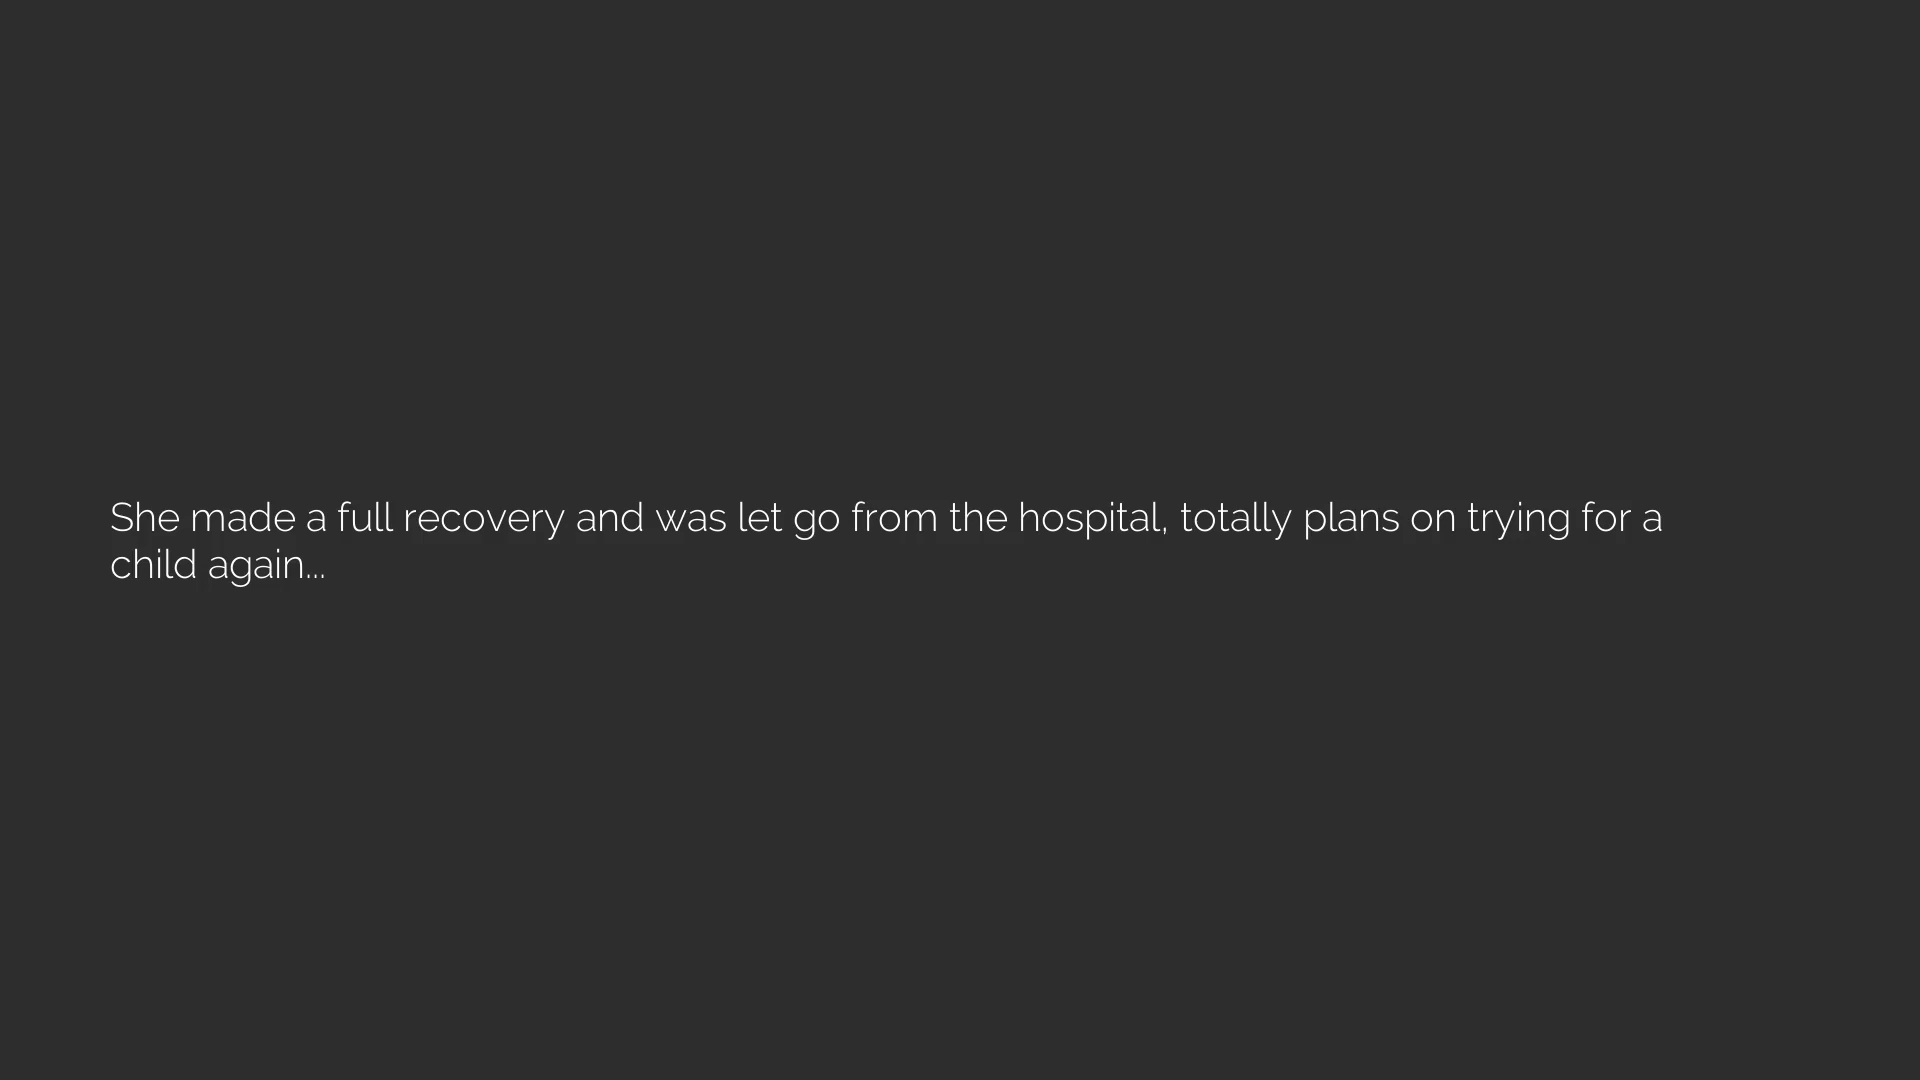 She made a full recovery and was let go from the hospital, totally plans on trying for a
child again...